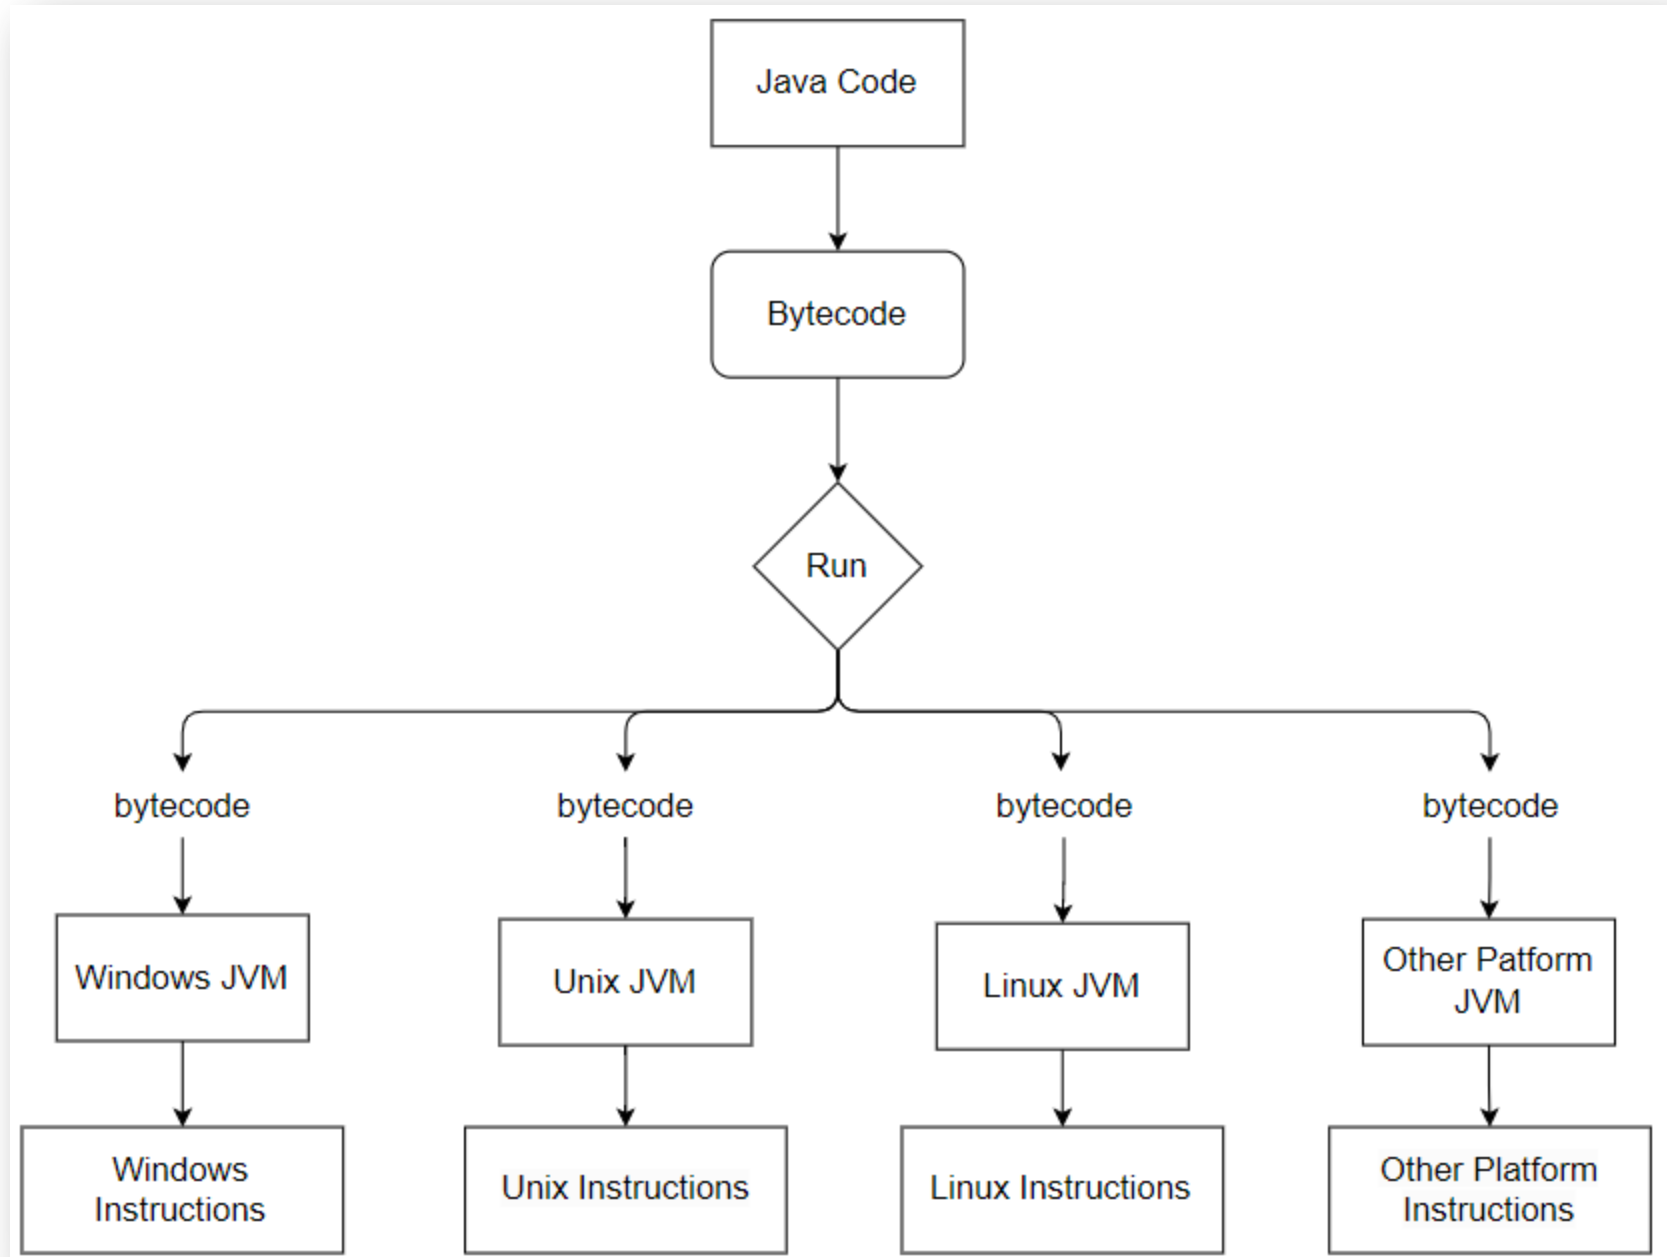 Java Code
Bytecode
Run
bytecode
bytecode
bytecode
bytecode
Windows JVM
Unix JVM
Linux JVM
Other Patform
JVM
Windows
Instructions
Unix Instructions
Linux Instructions
Other Platform
Instructions